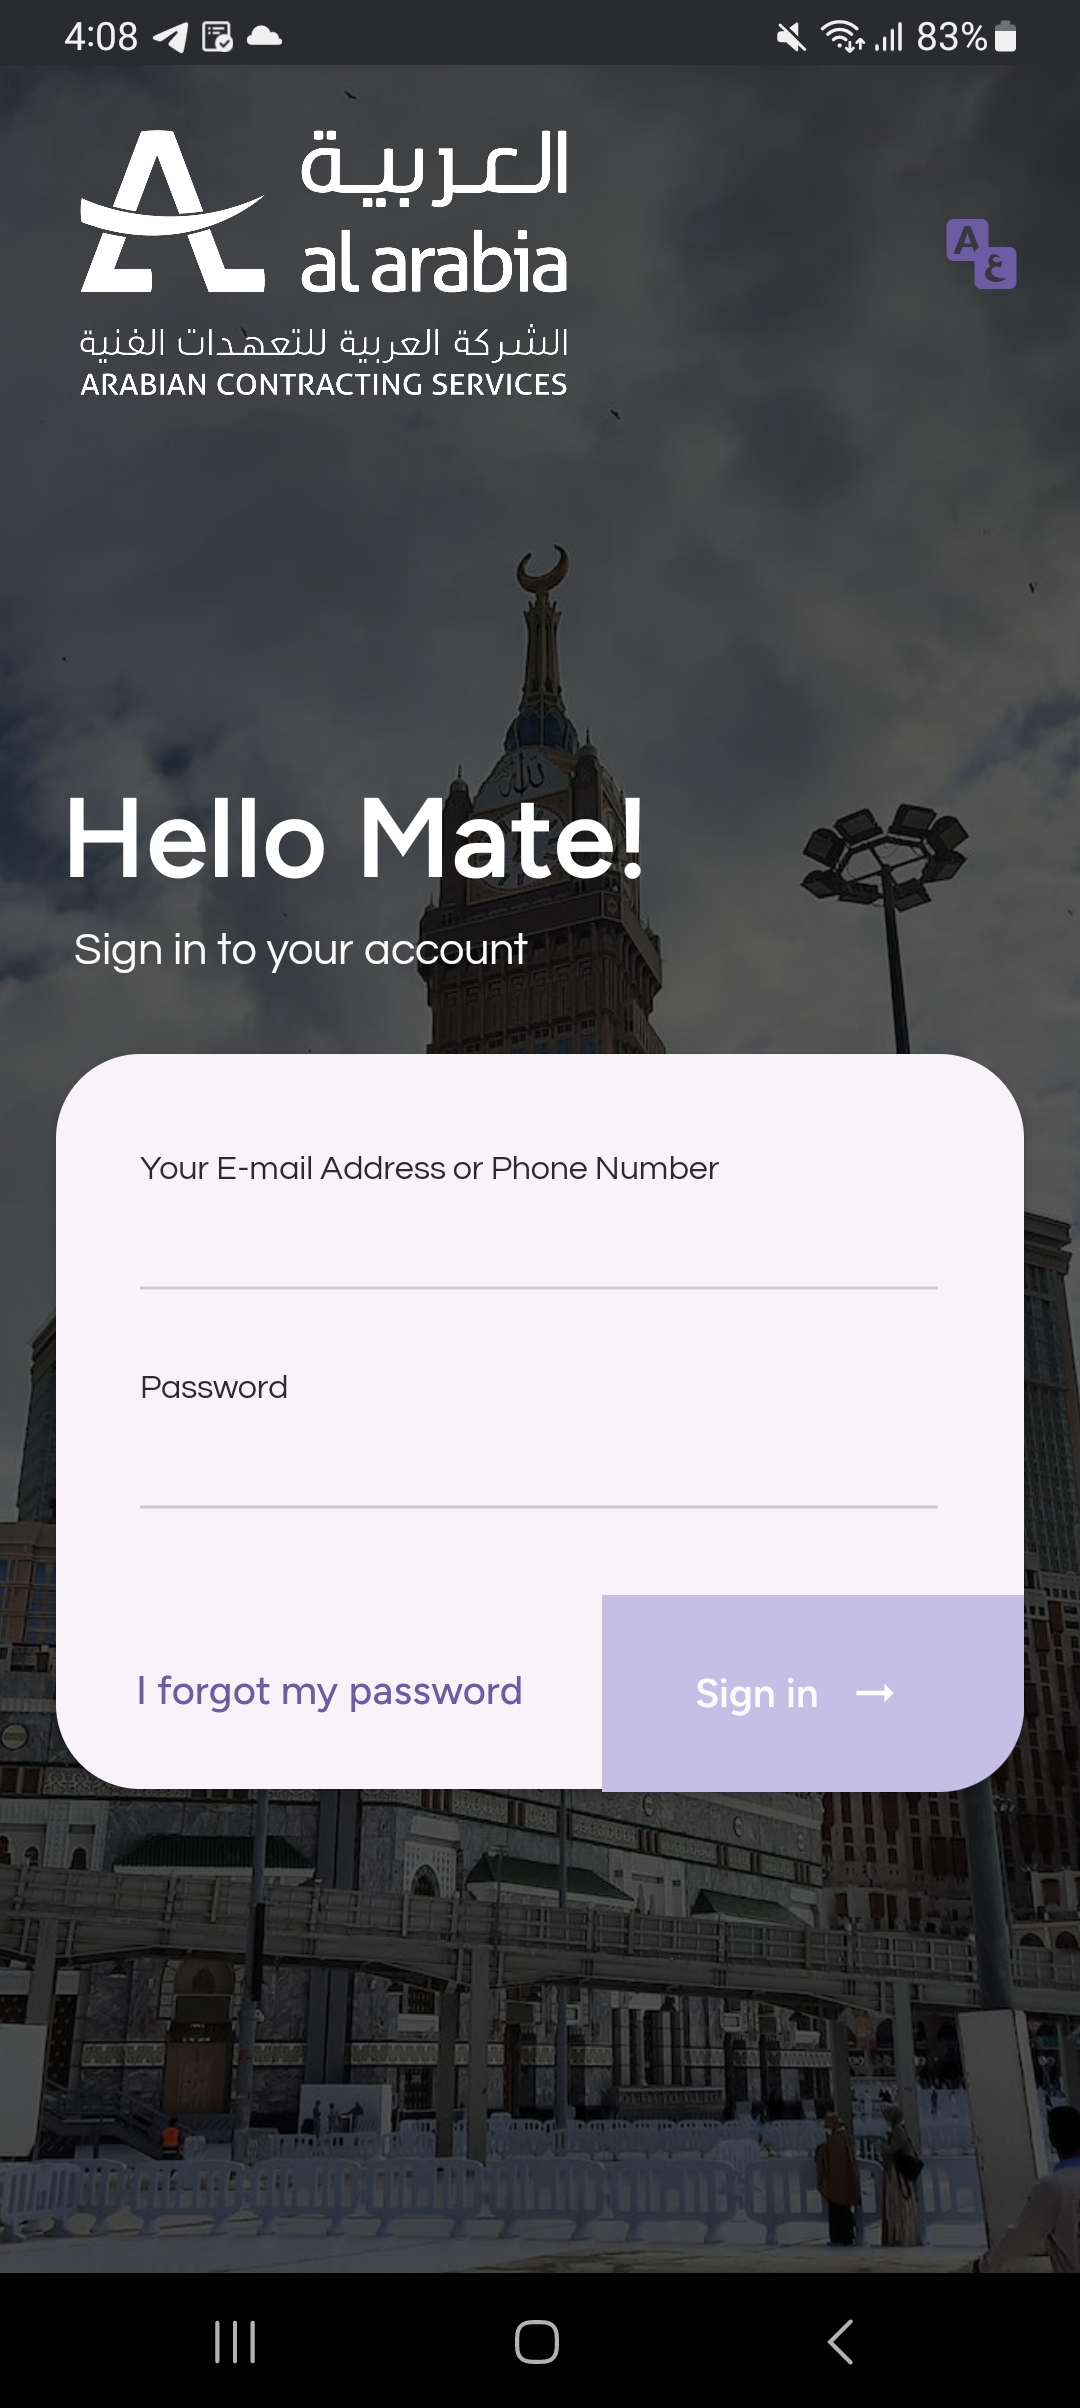 4:08
83%
العربية
al arabia
A
ع
الشركة العربية للتعهدات الفنية
ARABIAN CONTRACTING SERVICES
Hello Mate!
Sign in to your account
Your E-mail Address or Phone Number
Password
I forgot my password
Sign in